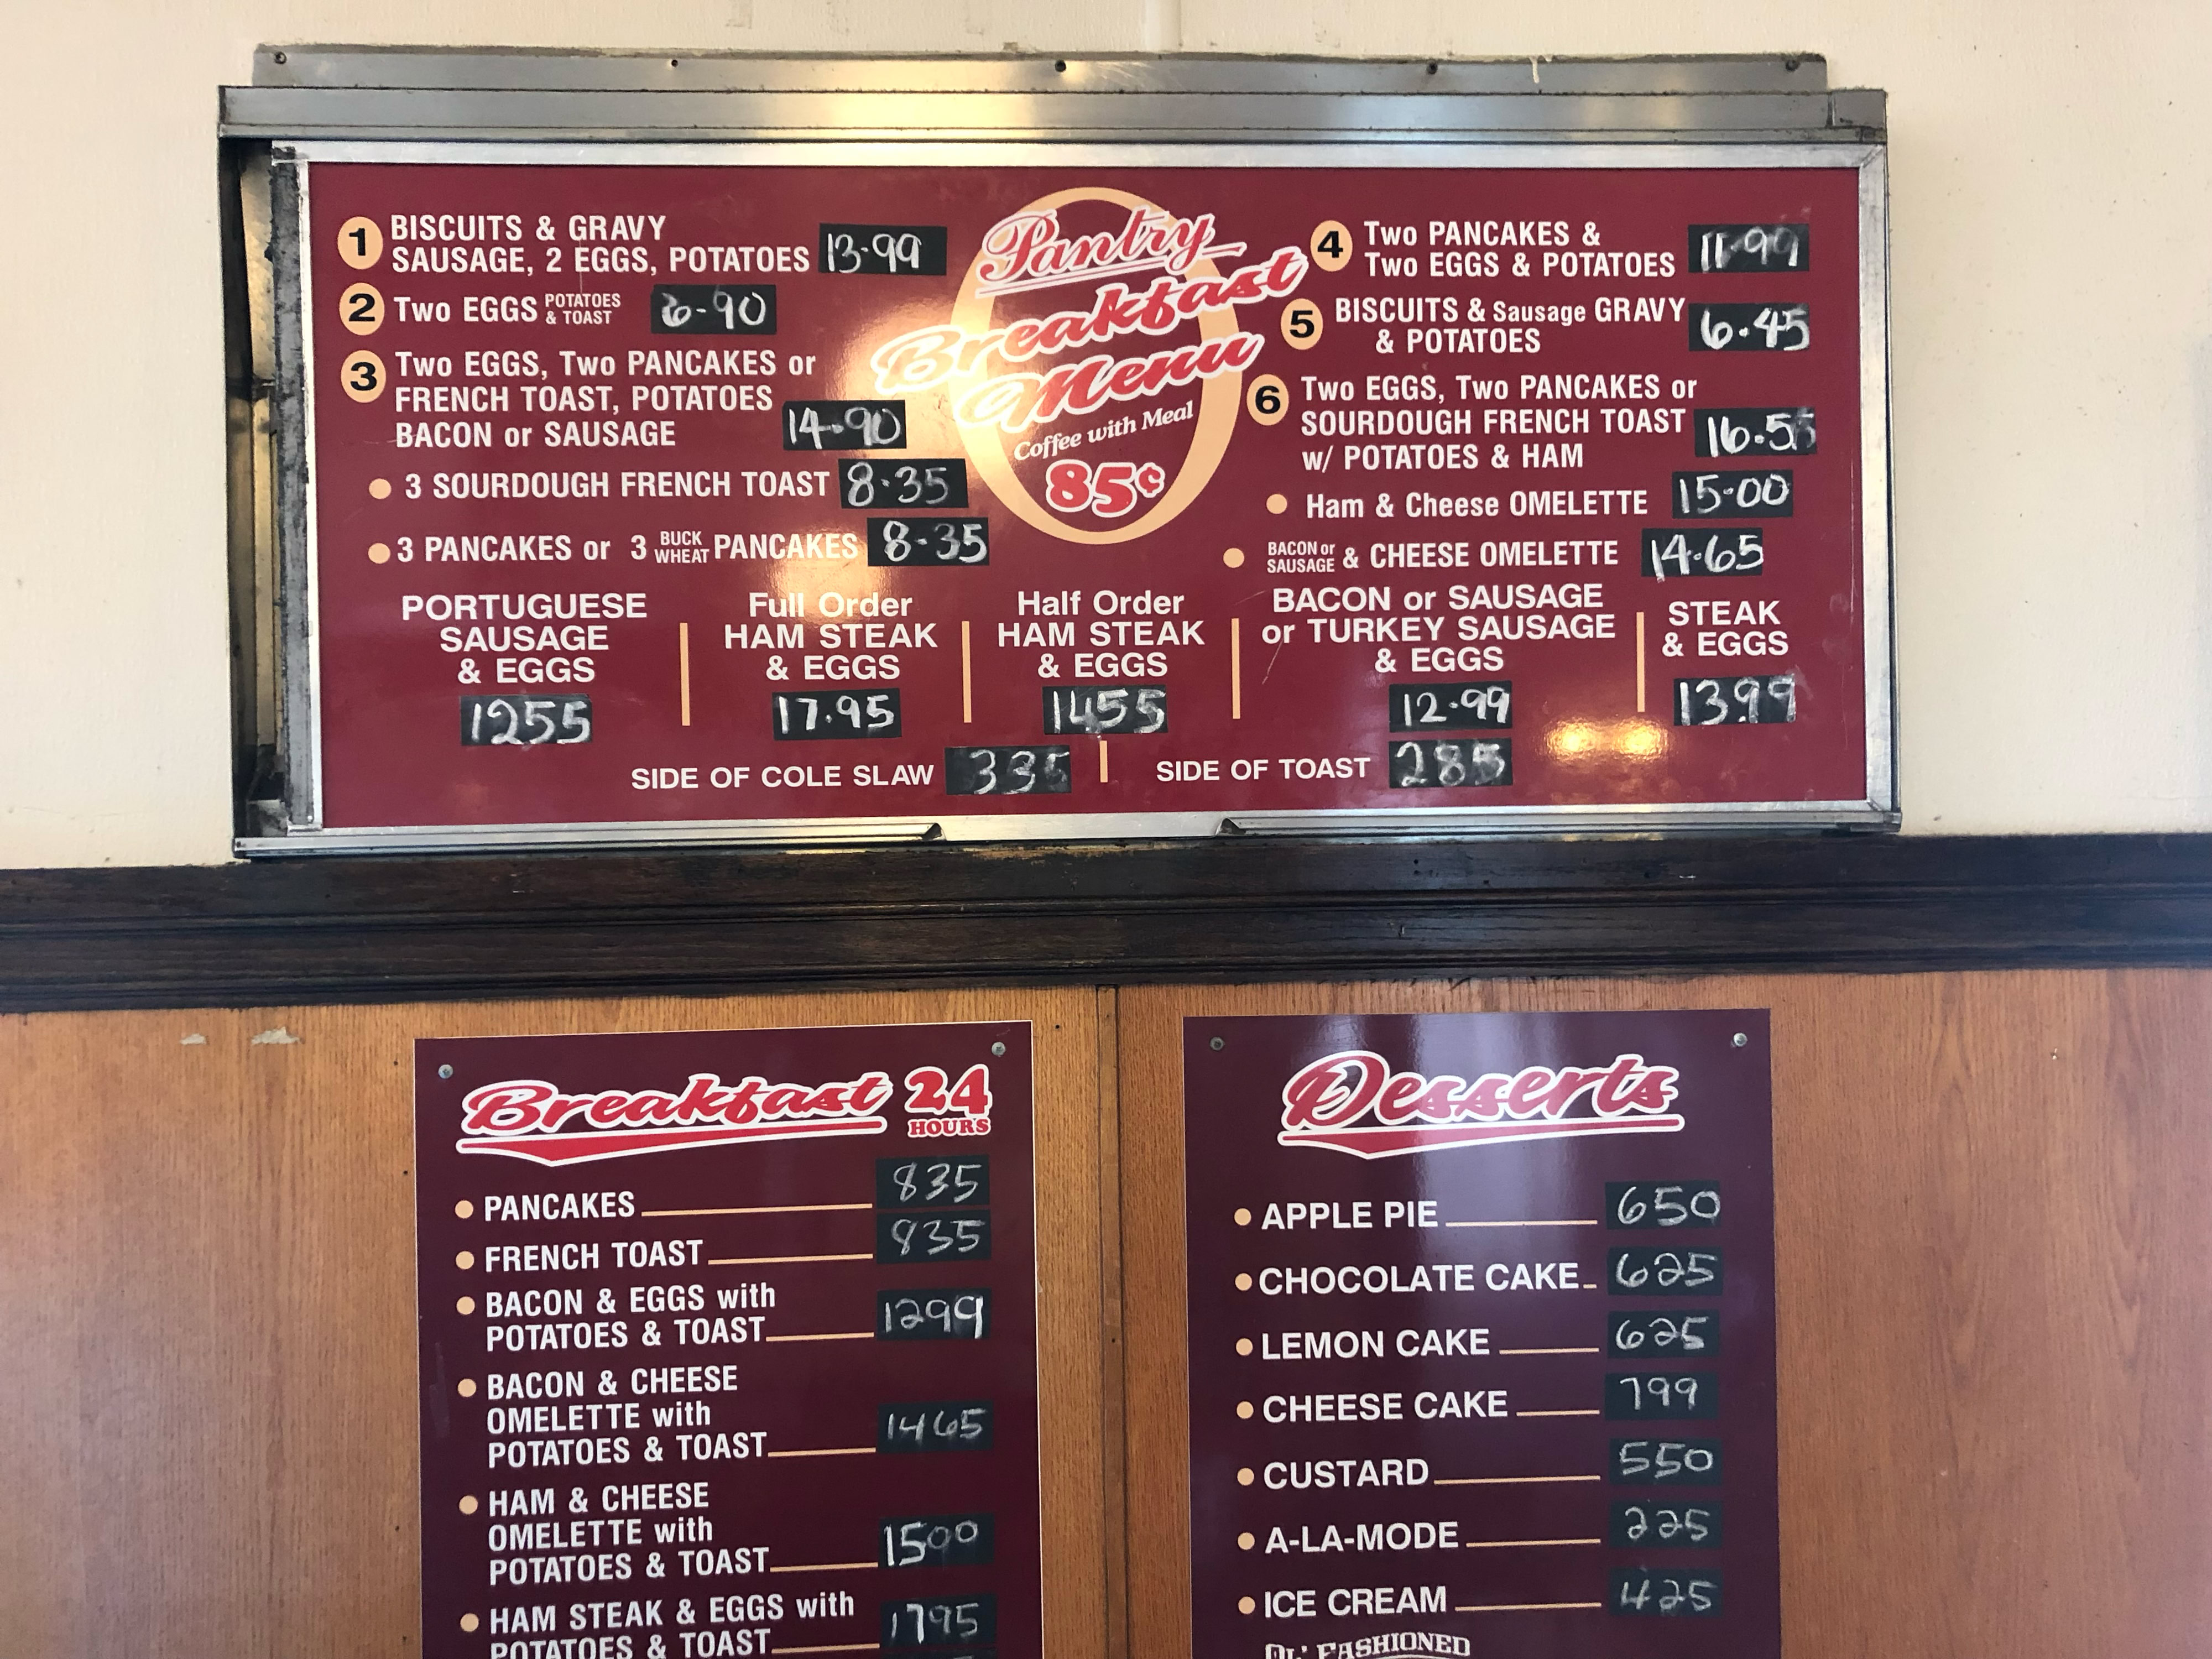 Pantry
Breakfast
Menu
Coffee with Meal
85¢
1 BISCUITS & GRAVY
SAUSAGE, 2 EGGS, POTATOES 13.99
2 Two EGGS POTATOES & TOAST 6-90
3 Two EGGS, Two PANCAKES or
FRENCH TOAST, POTATOES
BACON or SAUSAGE 14.90
3 SOURDOUGH FRENCH TOAST 8.35
3 PANCAKES or 3 BUCK WHEAT PANCAKES 8.35
4 Two PANCAKES &
Two EGGS & POTATOES 11.99
5 BISCUITS & Sausage GRAVY
& POTATOES 6.45
6 Two EGGS, Two PANCAKES or
SOURDOUGH FRENCH TOAST
w/ POTATOES & HAM 16.55
Ham & Cheese OMELETTE 15.00
BACON or SAUSAGE & CHEESE OMELETTE 14.65
PORTUGUESE
SAUSAGE
& EGGS
1255
Full Order
HAM STEAK
& EGGS
17.95
Half Order
HAM STEAK
& EGGS
1455
BACON or SAUSAGE
or TURKEY SAUSAGE
& EGGS
12.99
STEAK
& EGGS
1399
SIDE OF COLE SLAW 335
SIDE OF TOAST 285
Breakfast 24
HOURS
PANCAKES 835
FRENCH TOAST 835
BACON & EGGS with
POTATOES & TOAST 1299
BACON & CHEESE
OMELETTE with
POTATOES & TOAST 1465
HAM & CHEESE
OMELETTE with
POTATOES & TOAST 1500
HAM STEAK & EGGS with
POTATOES & TOAST 1795
Desserts
APPLE PIE 650
CHOCOLATE CAKE 625
LEMON CAKE 625
CHEESE CAKE 799
CUSTARD 550
A-LA-MODE 225
ICE CREAM 425
OL' FASHIONED